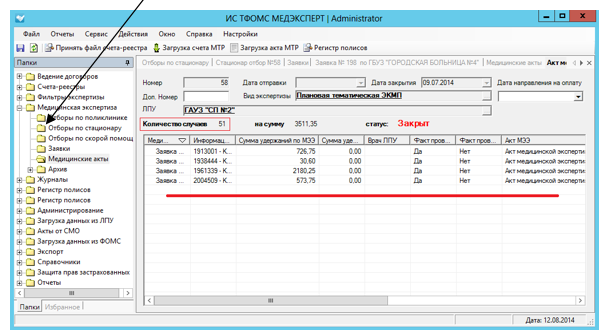 ИС ТФОМС МЕДЭКСПЕРТ | Administrator
Файл Отчеты Сервис Действия Окно Справка Настройки
Принять файл счета-реестра Загрузка счета МТР Загрузка акта МТР Регистр полисов
Папки
Ведение договоров
Счета-реестры
Фильтры экспертизы
Медицинская экспертиза
Отборы по поликлинике
Отборы по стационару
Отборы по скорой помощ
Заявки
Медицинские акты
Архив
Журналы
Регистр полисов
Регистр полисов
Администрирование
Загрузка данных из ЛПУ
Акты от СМО
Загрузка данных из ФОМС
Экспорт
Справочники
Защита прав застрахованных
Отчеты
Папки Избранное
Отборы по стационару Стационар отбор №58 Заявки Заявка № 198 по ГБУЗ "ГОРОДСКАЯ БОЛЬНИЦА №4" Медицинские акты Акт м
Номер 58 Дата отправки Дата закрытия 09.07.2014 Дата направления на оплату
Доп. Номер Вид экспертизы Плановая тематическая ЭКМП
ЛПУ ГАУЗ "СП №2"
Количество случаев 51 на сумму 3511,35 статус: Закрыт
Меди... Информац... Сумма удержаний по МЭЭ Сумма уде... Врач ЛПУ Факт пров... Факт пров... Акт МЭЭ
Заявка ... 1913001 - К... 726,75 0,00 Да Нет Акт медицинской эксперти
Заявка ... 1938444 - К... 30,60 0,00 Да Нет Акт медицинской эксперти
Заявка ... 1961339 - К... 2180,25 0,00 Да Нет Акт медицинской эксперти
Заявка ... 2004509 - К... 573,75 0,00 Да Нет Акт медицинской эксперти
Дата: 12.08.2014